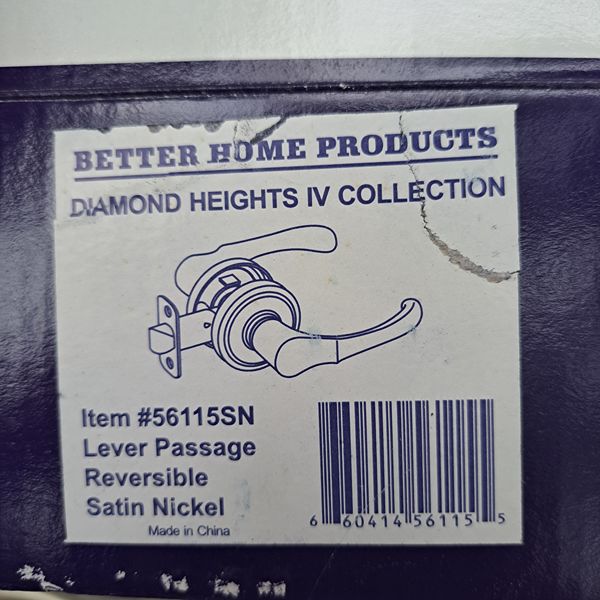 BETTER HOME PRODUCTS
DIAMOND HEIGHTS IV COLLECTION
Item #56115SN
Lever Passage
Reversible
Satin Nickel
Made in China
6 60414 56115 5